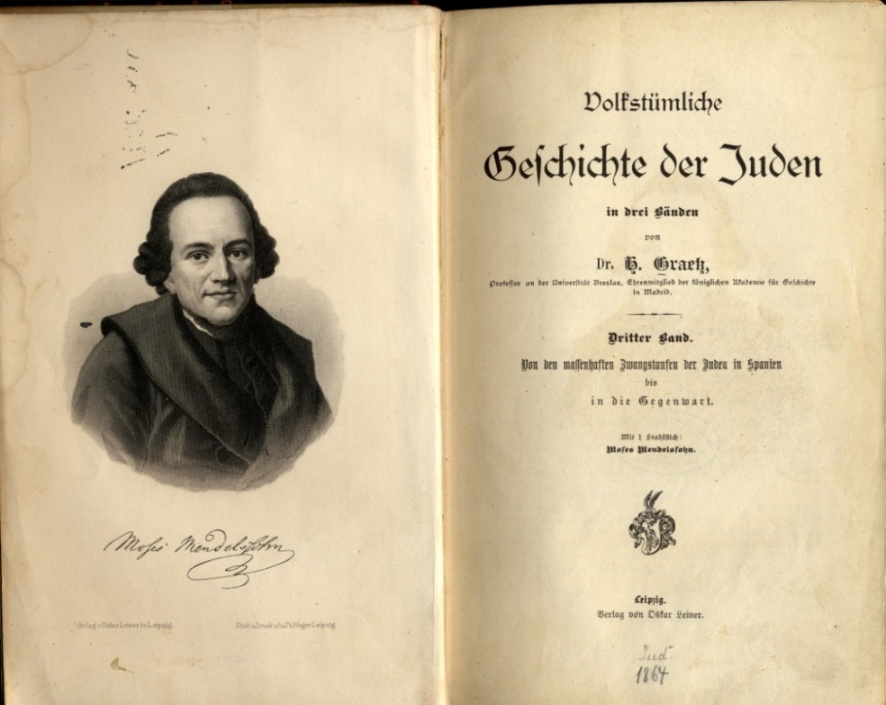 Moses Mendelssohn
Verlag v. Oskar Leiner in Leipzig.
Stich u. Druck v. Leipzig.
Volkstümliche
Geschichte der Juden
in drei Bänden
von
Dr. H. Graetz,
Professor an der Universität Breslau, Ehrenmitglied der königlichen Akademie für Geschichte
in Madrid.
Dritter Band.
Von den massenhaften Zwangstaufen der Juden in Spanien
bis
in die Gegenwart.
Mit 1 Stahlstich:
Moses Mendelssohn.
Leipzig.
Verlag von Oskar Leiner.
Jud
1864